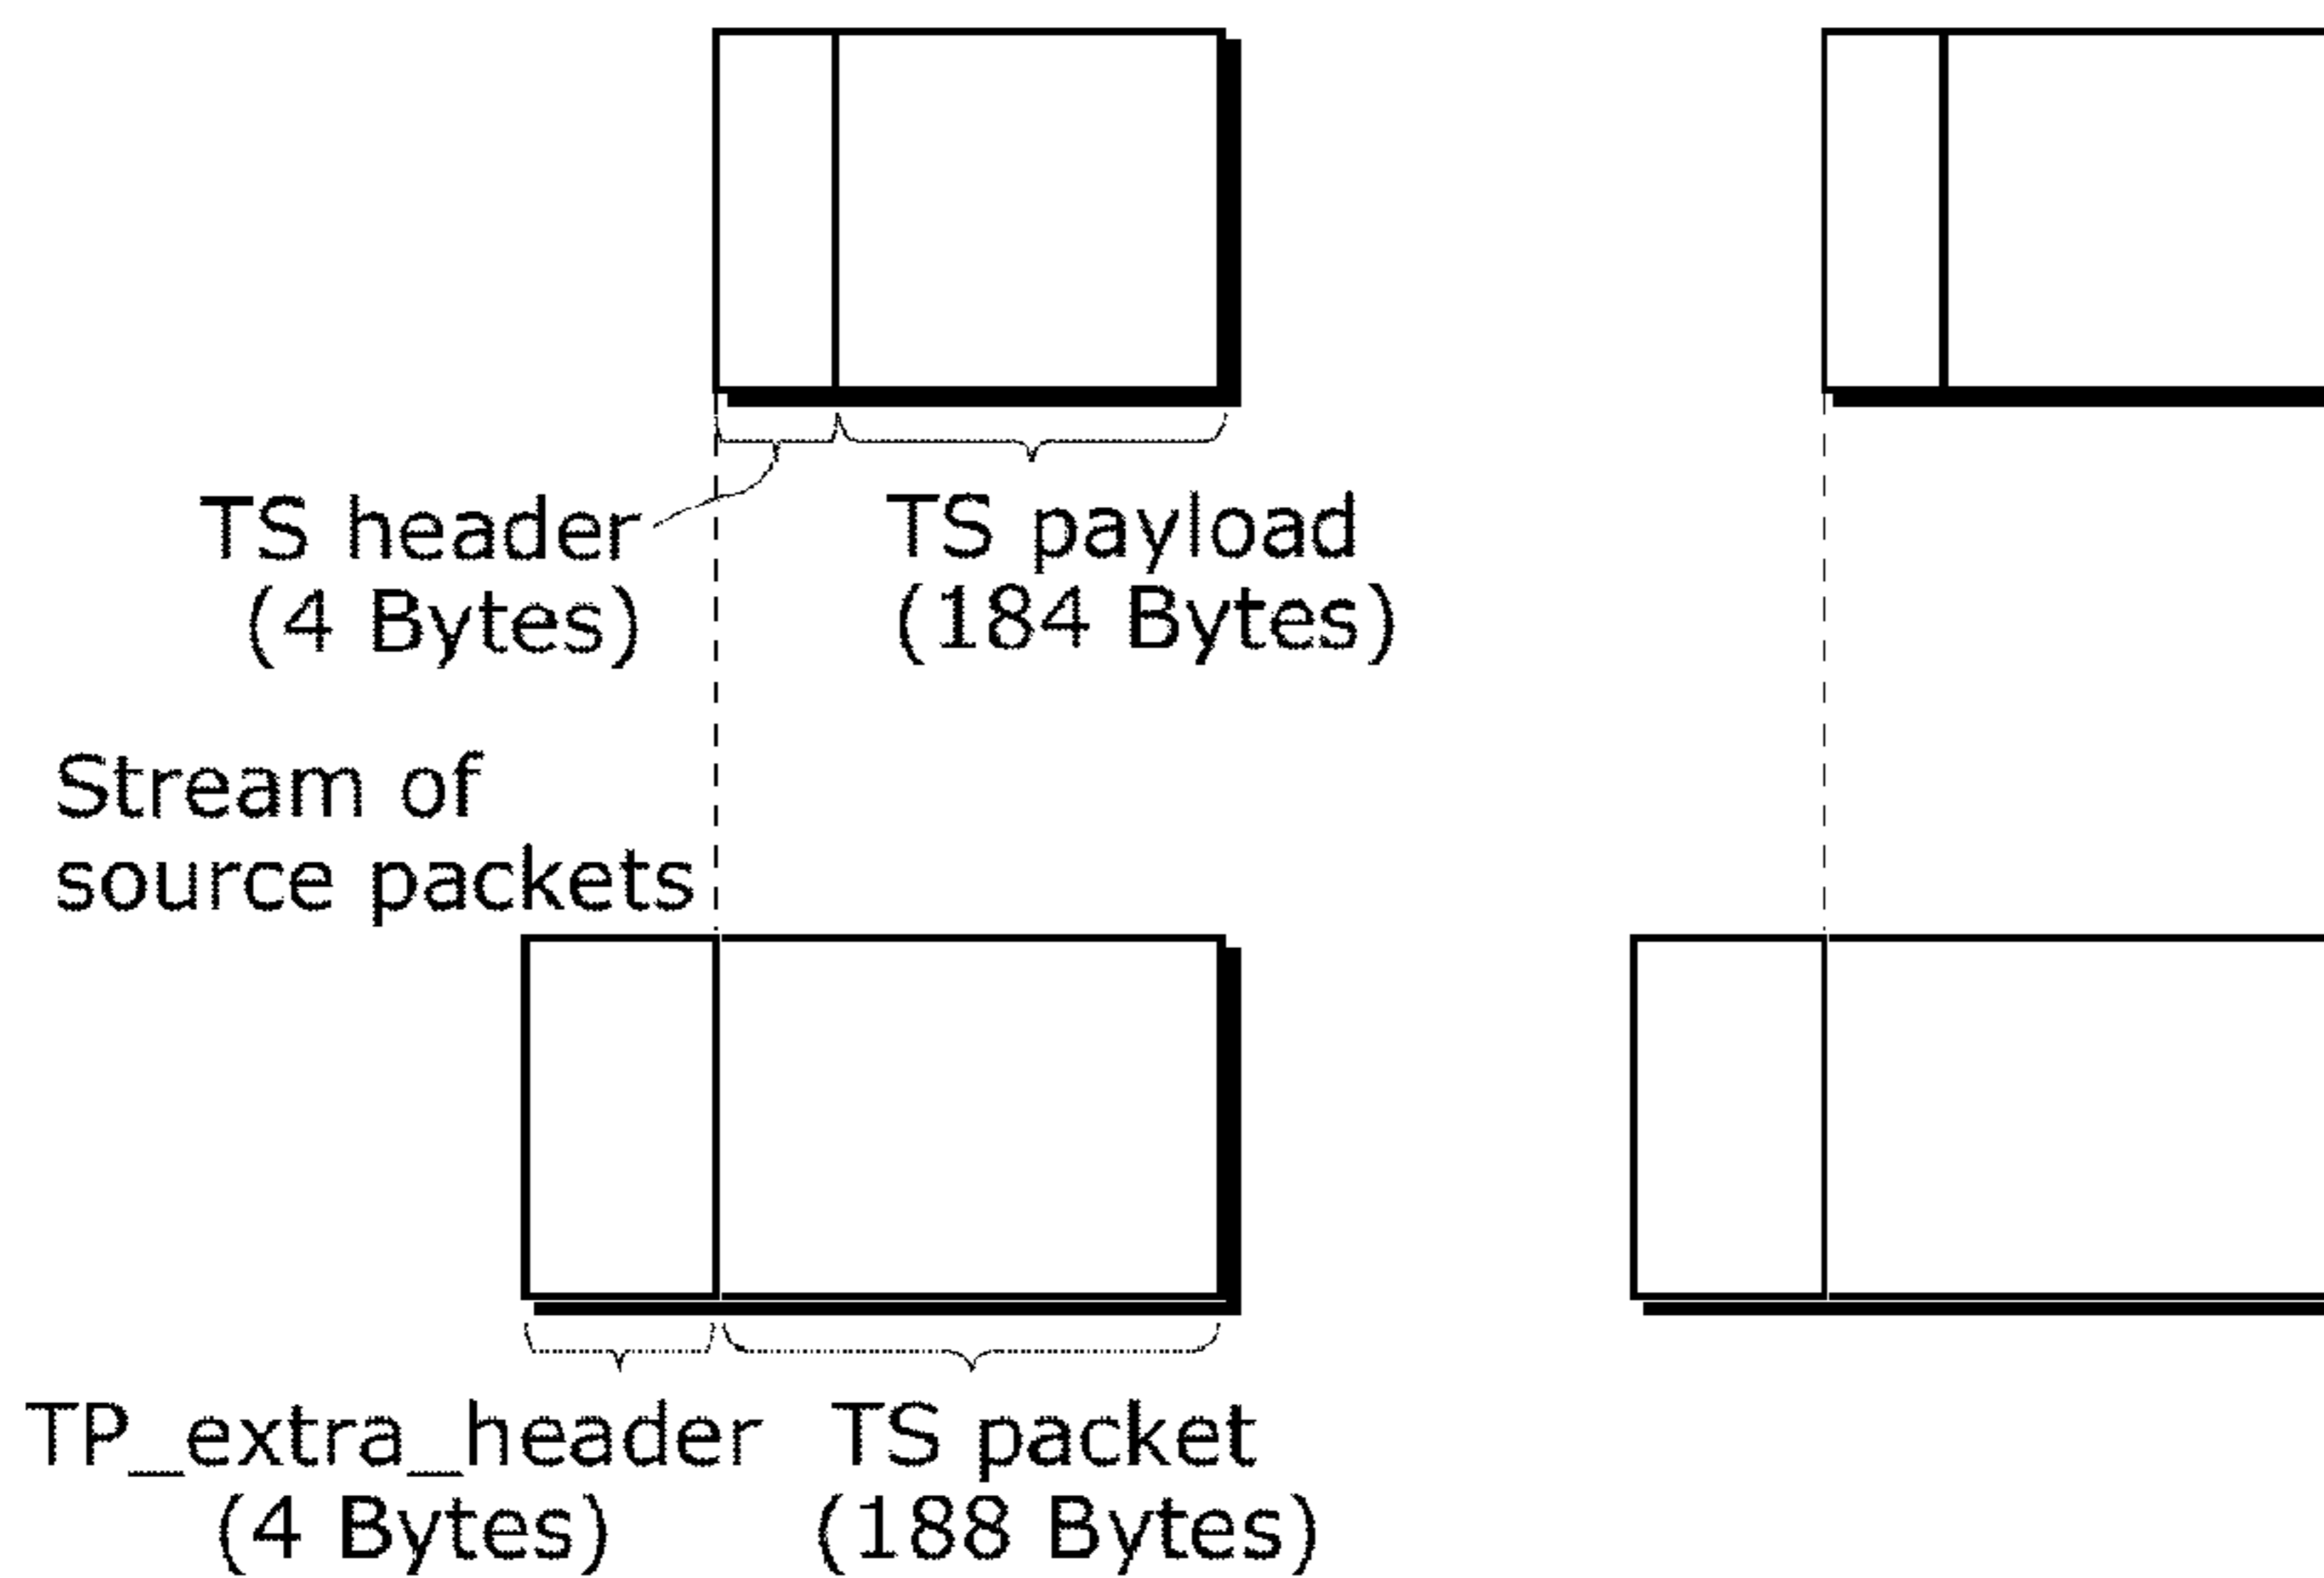 TS header
(4 Bytes)
TS payload
(184 Bytes)
Stream of
source packets
TP_extra_header
(4 Bytes)
TS packet
(188 Bytes)